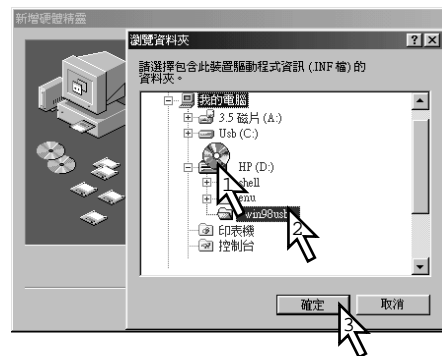 新增硬體精靈
瀏覽資料夾
請選擇包含此裝置驅動程式資訊 (.INF 檔) 的
資料夾。
我的電腦
3.5 磁片 (A:)
Usb (C:)
HP (D:)
shell
enu
win98usb
印表機
控制台
確定
取消
1
2
3